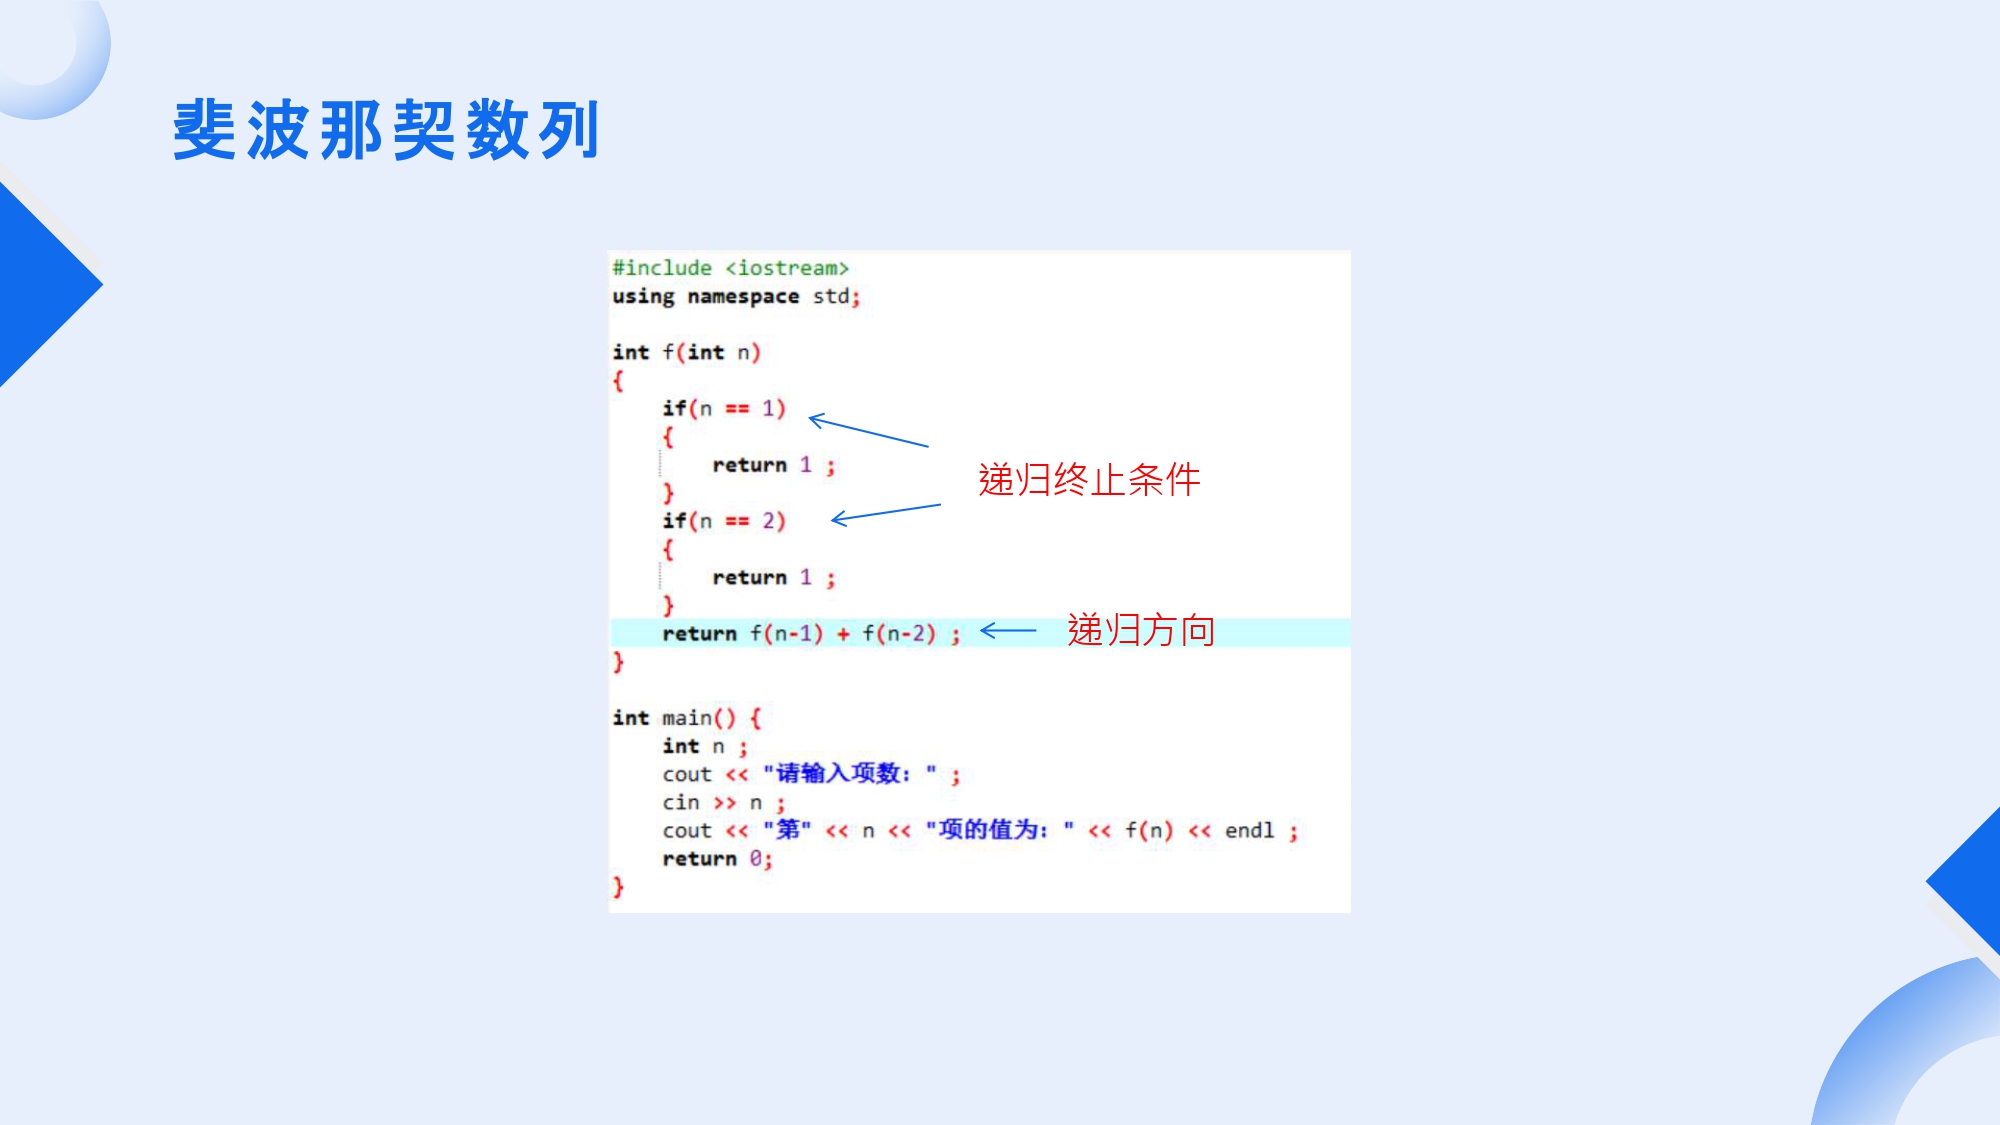 斐波那契数列
#include <iostream>
using namespace std;
int f(int n)
{
if(n == 1)
{
return 1 ;
}
递归终止条件
if(n == 2)
{
return 1 ;
}
return f(n-1) + f(n-2) ; 递归方向
}
int main() {
int n ;
cout << "请输入项数：" ;
cin >> n ;
cout << "第" << n << "项的值为：" << f(n) << endl ;
return 0;
}